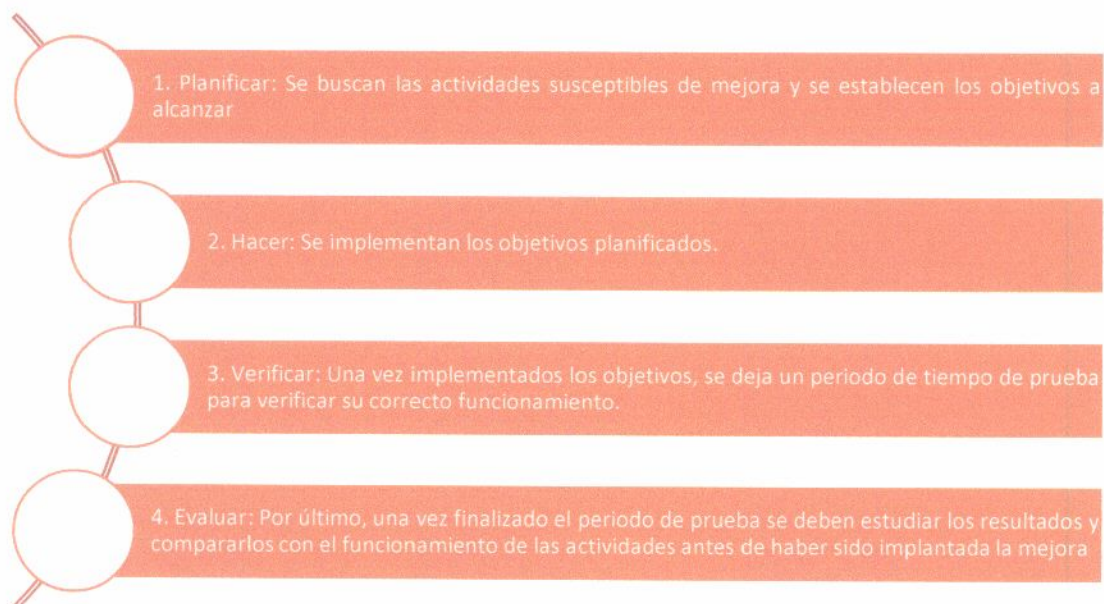 1. Planificar: Se buscan las actividades susceptibles de mejora y se establecen los objetivos a
alcanzar
2. Hacer: Se implementan los objetivos planificados.
3. Verificar: Una vez implementados los objetivos, se deja un periodo de tiempo de prueba
para verificar su correcto funcionamiento.
4. Evaluar: Por último, una vez finalizado el periodo de prueba se deben estudiar los resultados y
compararlos con el funcionamiento de las actividades antes de haber sido implantada la mejora